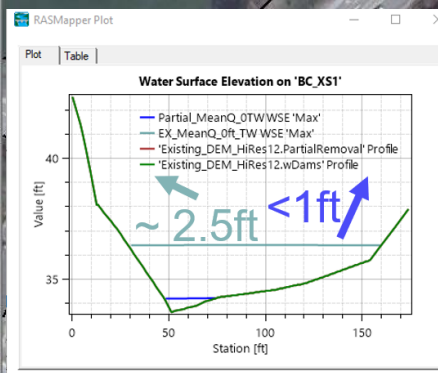 RASMapper Plot
Plot Table
Water Surface Elevation on 'BC_XS1'
Partial_MeanQ_0TW WSE 'Max'
EX_MeanQ_0ft_TW WSE 'Max'
'Existing_DEM_HiRes12.PartialRemoval' Profile
'Existing_DEM_HiRes12.wDams' Profile
40
35
Value [ft]
~ 2.5ft
<1ft
0 50 100 150
Station [ft]